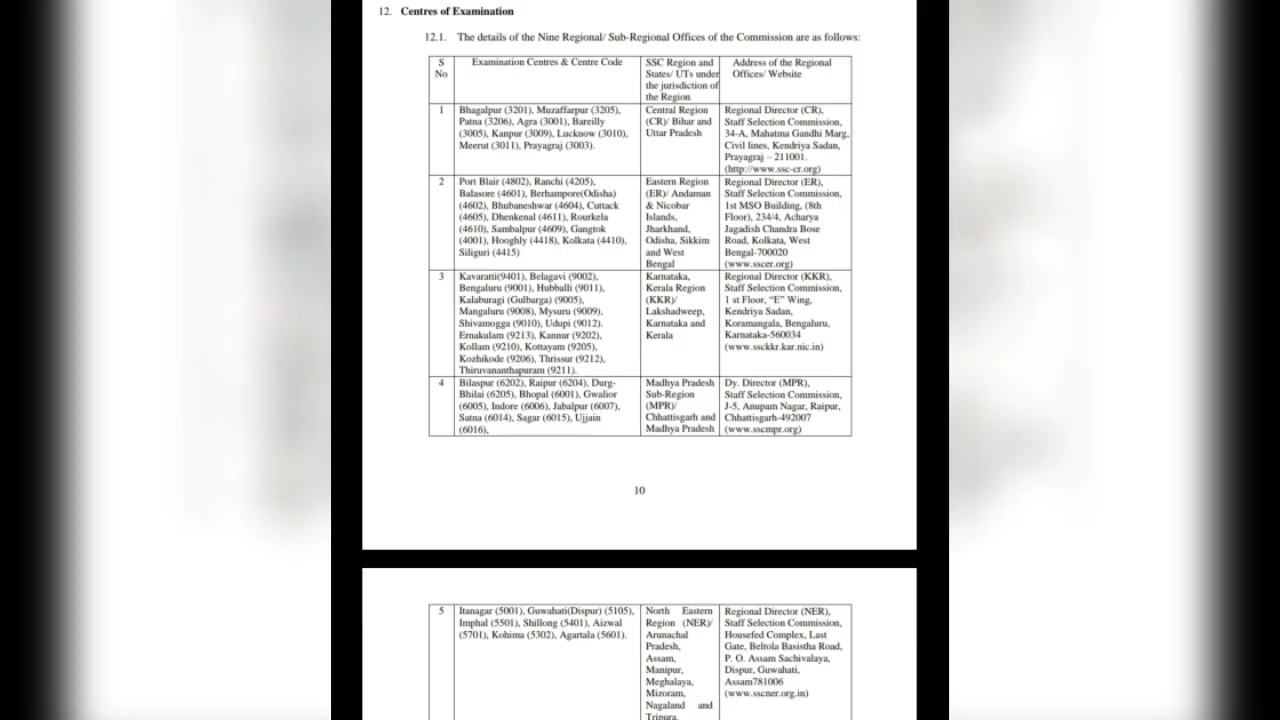 12. Centres of Examination
12.1. The details of the Nine Regional/ Sub-Regional Offices of the Commission are as follows:
S
No
Examination Centres & Centre Code
SSC Region and
States/ UTs under
the jurisdiction of
the Region
Address of the Regional
Offices/ Website
1
Bhagalpur (3201), Muzaffarpur (3205),
Patna (3206), Agra (3001), Bareilly
(3005), Kanpur (3009), Lucknow (3010),
Meerut (3011), Prayagraj (3003).
Central Region
(CR)/ Bihar and
Uttar Pradesh
Regional Director (CR),
Staff Selection Commission,
34-A, Mahatma Gandhi Marg,
Civil lines, Kendriya Sadan,
Prayagraj – 211001.
(http://www.ssc-cr.org)
2
Port Blair (4802), Ranchi (4205),
Balasore (4601), Berhampore(Odisha)
(4602), Bhubaneshwar (4604), Cuttack
(4605), Dhenkenal (4611), Rourkela
(4610), Sambalpur (4609), Gangtok
(4001), Hooghly (4418), Kolkata (4410),
Siliguri (4415)
Eastern Region
(ER)/ Andaman
& Nicobar
Islands,
Jharkhand,
Odisha, Sikkim
and West
Bengal
Regional Director (ER),
Staff Selection Commission,
1st MSO Building, (8th
Floor), 234/4, Acharya
Jagadish Chandra Bose
Road, Kolkata, West
Bengal-700020
(www.sscer.org)
3
Kavaratti(9401), Belagavi (9002),
Bengaluru (9001), Hubballi (9011),
Kalaburagi (Gulbarga) (9005),
Mangaluru (9008), Mysuru (9009),
Shivamogga (9010), Udupi (9012).
Ernakulam (9213), Kannur (9202),
Kollam (9210), Kottayam (9205),
Kozhikode (9206), Thrissur (9212),
Thiruvananthapuram (9211).
Karnataka,
Kerala Region
(KKR)/
Lakshadweep,
Karnataka and
Kerala
Regional Director (KKR),
Staff Selection Commission,
1 st Floor, “E” Wing,
Kendriya Sadan,
Koramangala, Bengaluru,
Karnataka-560034
(www.ssckkr.kar.nic.in)
4
Bilaspur (6202), Raipur (6204), Durg-
Bhilai (6205), Bhopal (6001), Gwalior
(6005), Indore (6006), Jabalpur (6007),
Satna (6014), Sagar (6015), Ujjain
(6016),
Madhya Pradesh
Sub-Region
(MPR)/
Chhattisgarh and
Madhya Pradesh
Dy. Director (MPR),
Staff Selection Commission,
J-5, Anupam Nagar, Raipur,
Chhattisgarh-492007
(www.sscmpr.org)
10
5
Itanagar (5001), Guwahati(Dispur) (5105),
Imphal (5501), Shillong (5401), Aizwal
(5701), Kohima (5302), Agartala (5601).
North Eastern
Region (NER)/
Arunachal
Pradesh,
Assam,
Manipur,
Meghalaya,
Mizoram,
Nagaland and
Tripura.
Regional Director (NER),
Staff Selection Commission,
Housefed Complex, Last
Gate, Beltola Basistha Road,
P. O. Assam Sachivalaya,
Dispur, Guwahati,
Assam781006
(www.sscner.org.in)